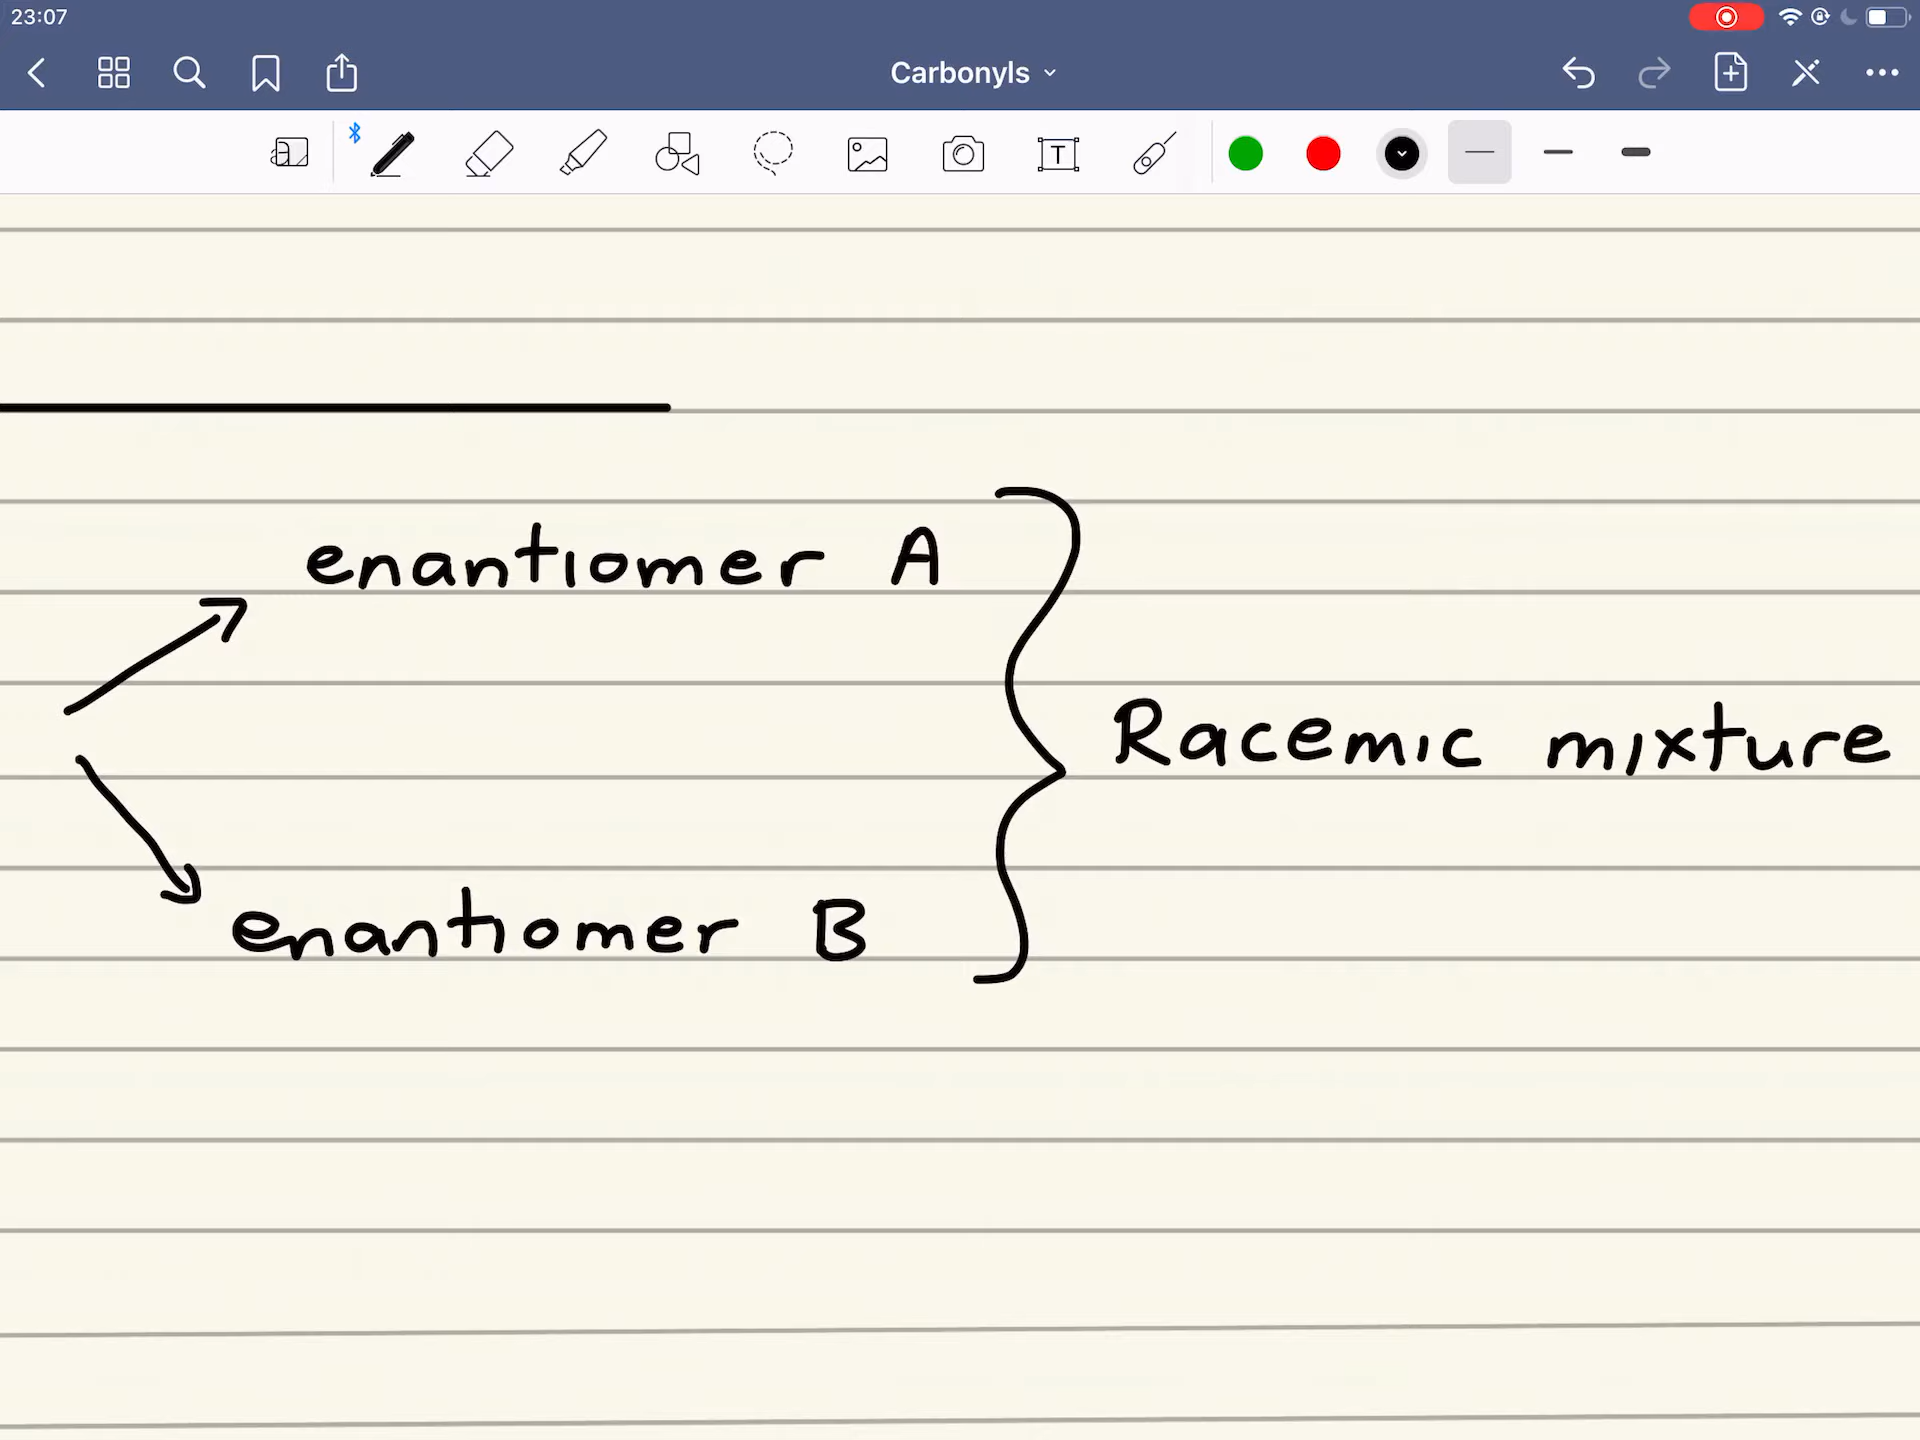 23:07
Carbonyls
T
enantiomer A
Racemic mixture
enantiomer B